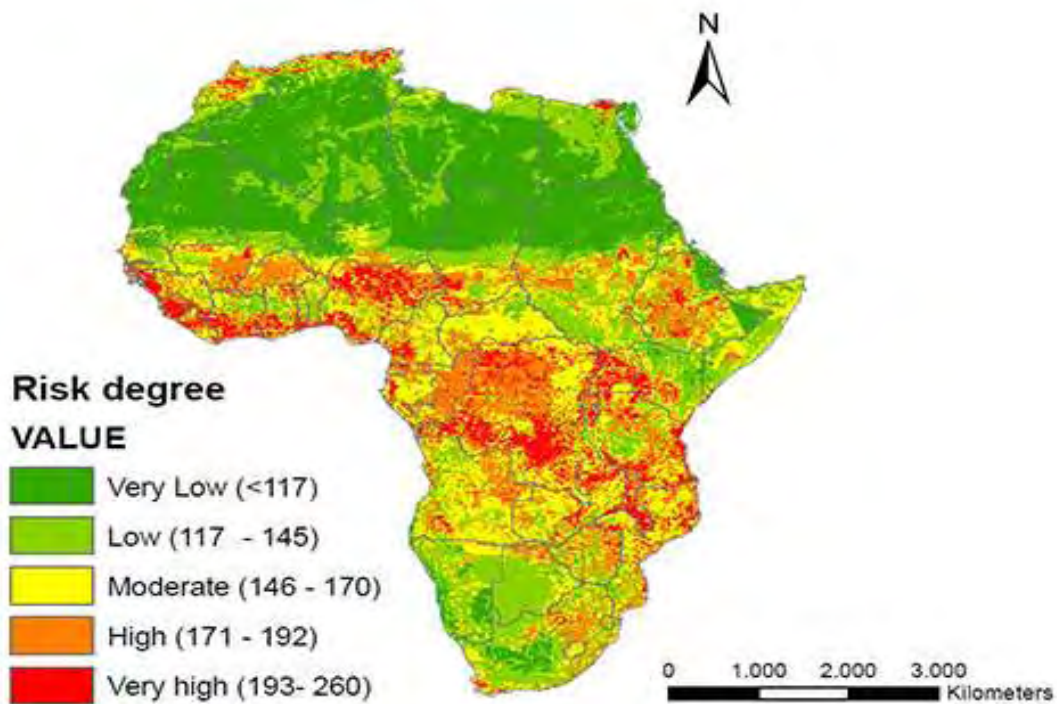 N
Risk degree
VALUE
Very Low (<117)
Low (117 - 145)
Moderate (146 - 170)
High (171 - 192)
Very high (193- 260)
0 1.000 2.000 3.000
Kilometers